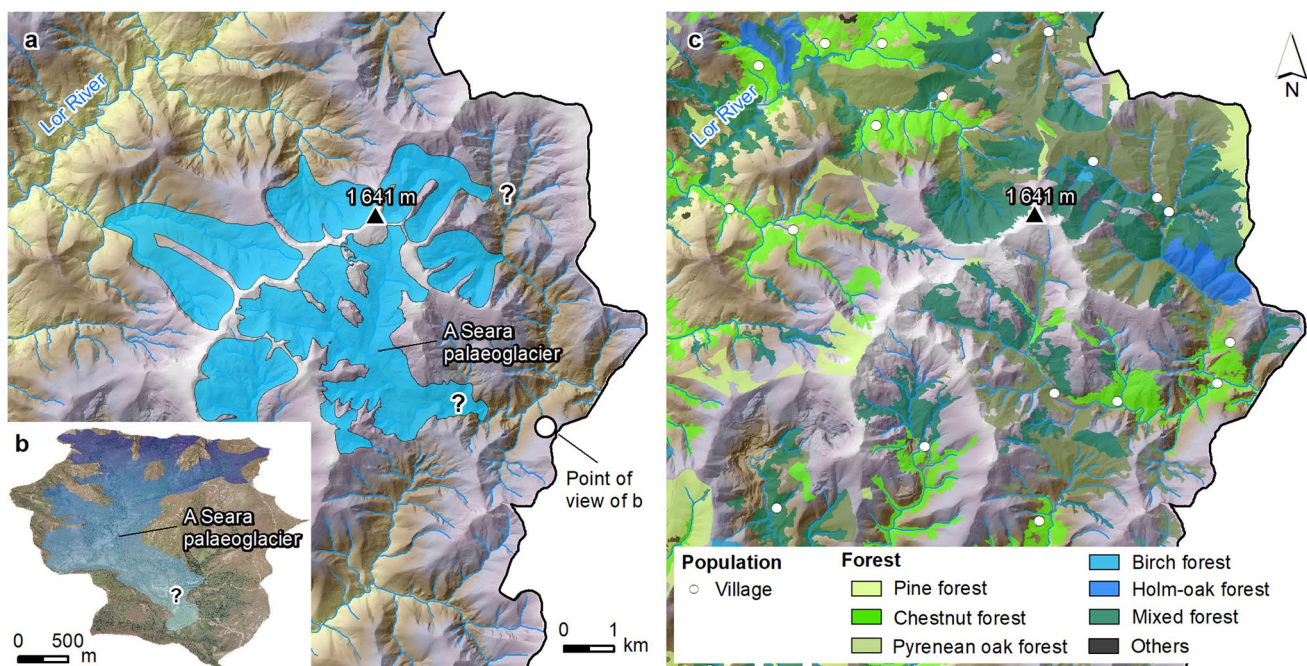 a
Lor River
1 641 m
?
A Seara
palaeoglacier
?
Point of
view of b
0 1
km
b
A Seara
palaeoglacier
?
0 500
m
c
Lor River
N
1 641 m
Population
Village
Forest
Pine forest
Chestnut forest
Pyrenean oak forest
Birch forest
Holm-oak forest
Mixed forest
Others